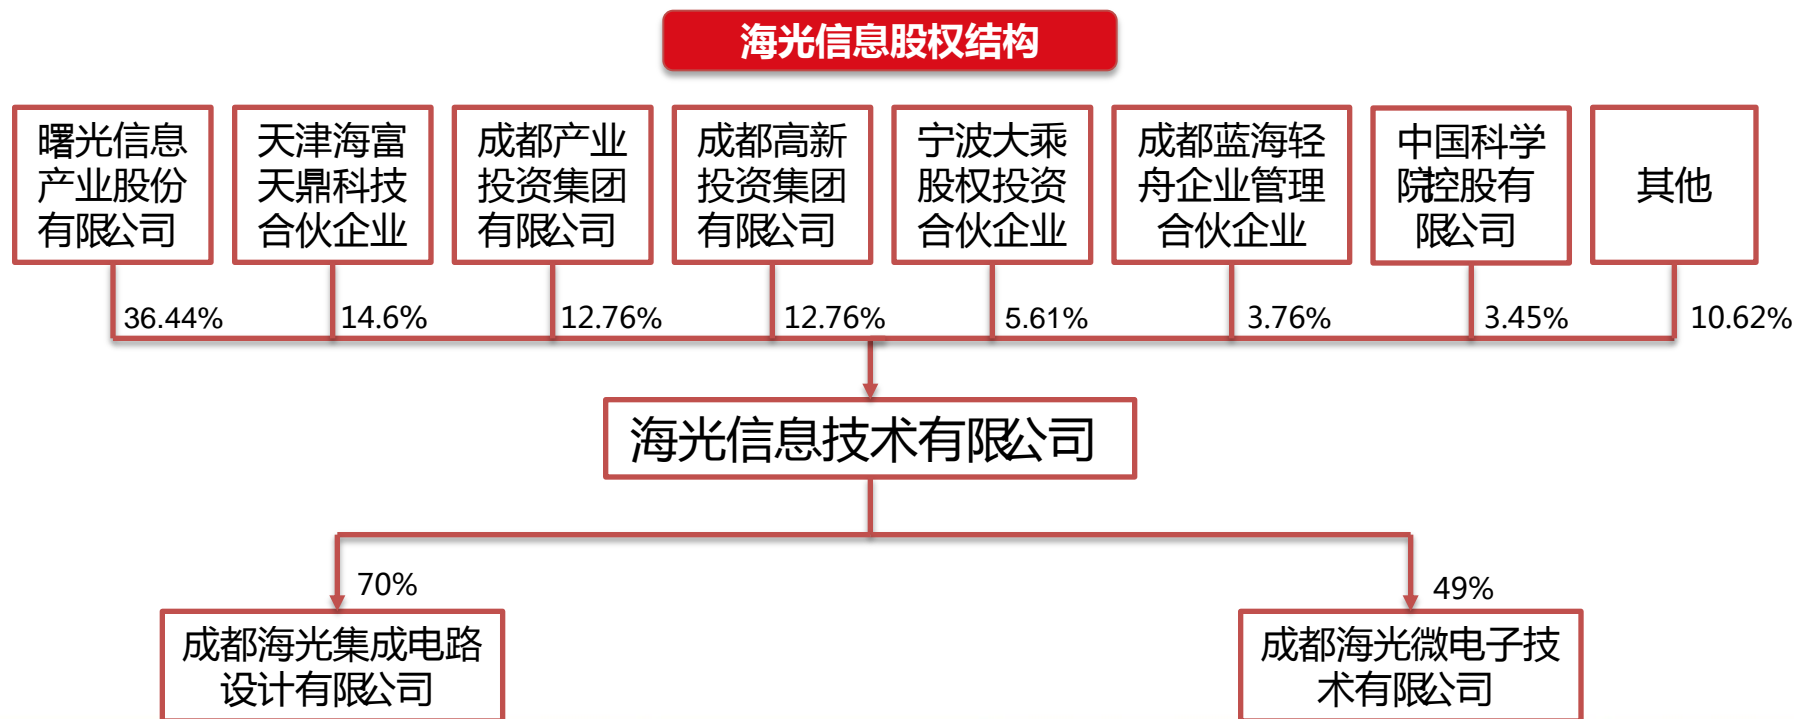 海光信息股权结构
曙光信息
产业股份
有限公司
天津海富
天鼎科技
合伙企业
成都产业
投资集团
有限公司
成都高新
投资集团
有限公司
宁波大乘
股权投资
合伙企业
成都蓝海轻
舟企业管理
合伙企业
中国科学
院控股有
限公司
其他
36.44%
14.6%
12.76%
12.76%
5.61%
3.76%
3.45%
10.62%
海光信息技术有限公司
70%
49%
成都海光集成电路
设计有限公司
成都海光微电子技
术有限公司